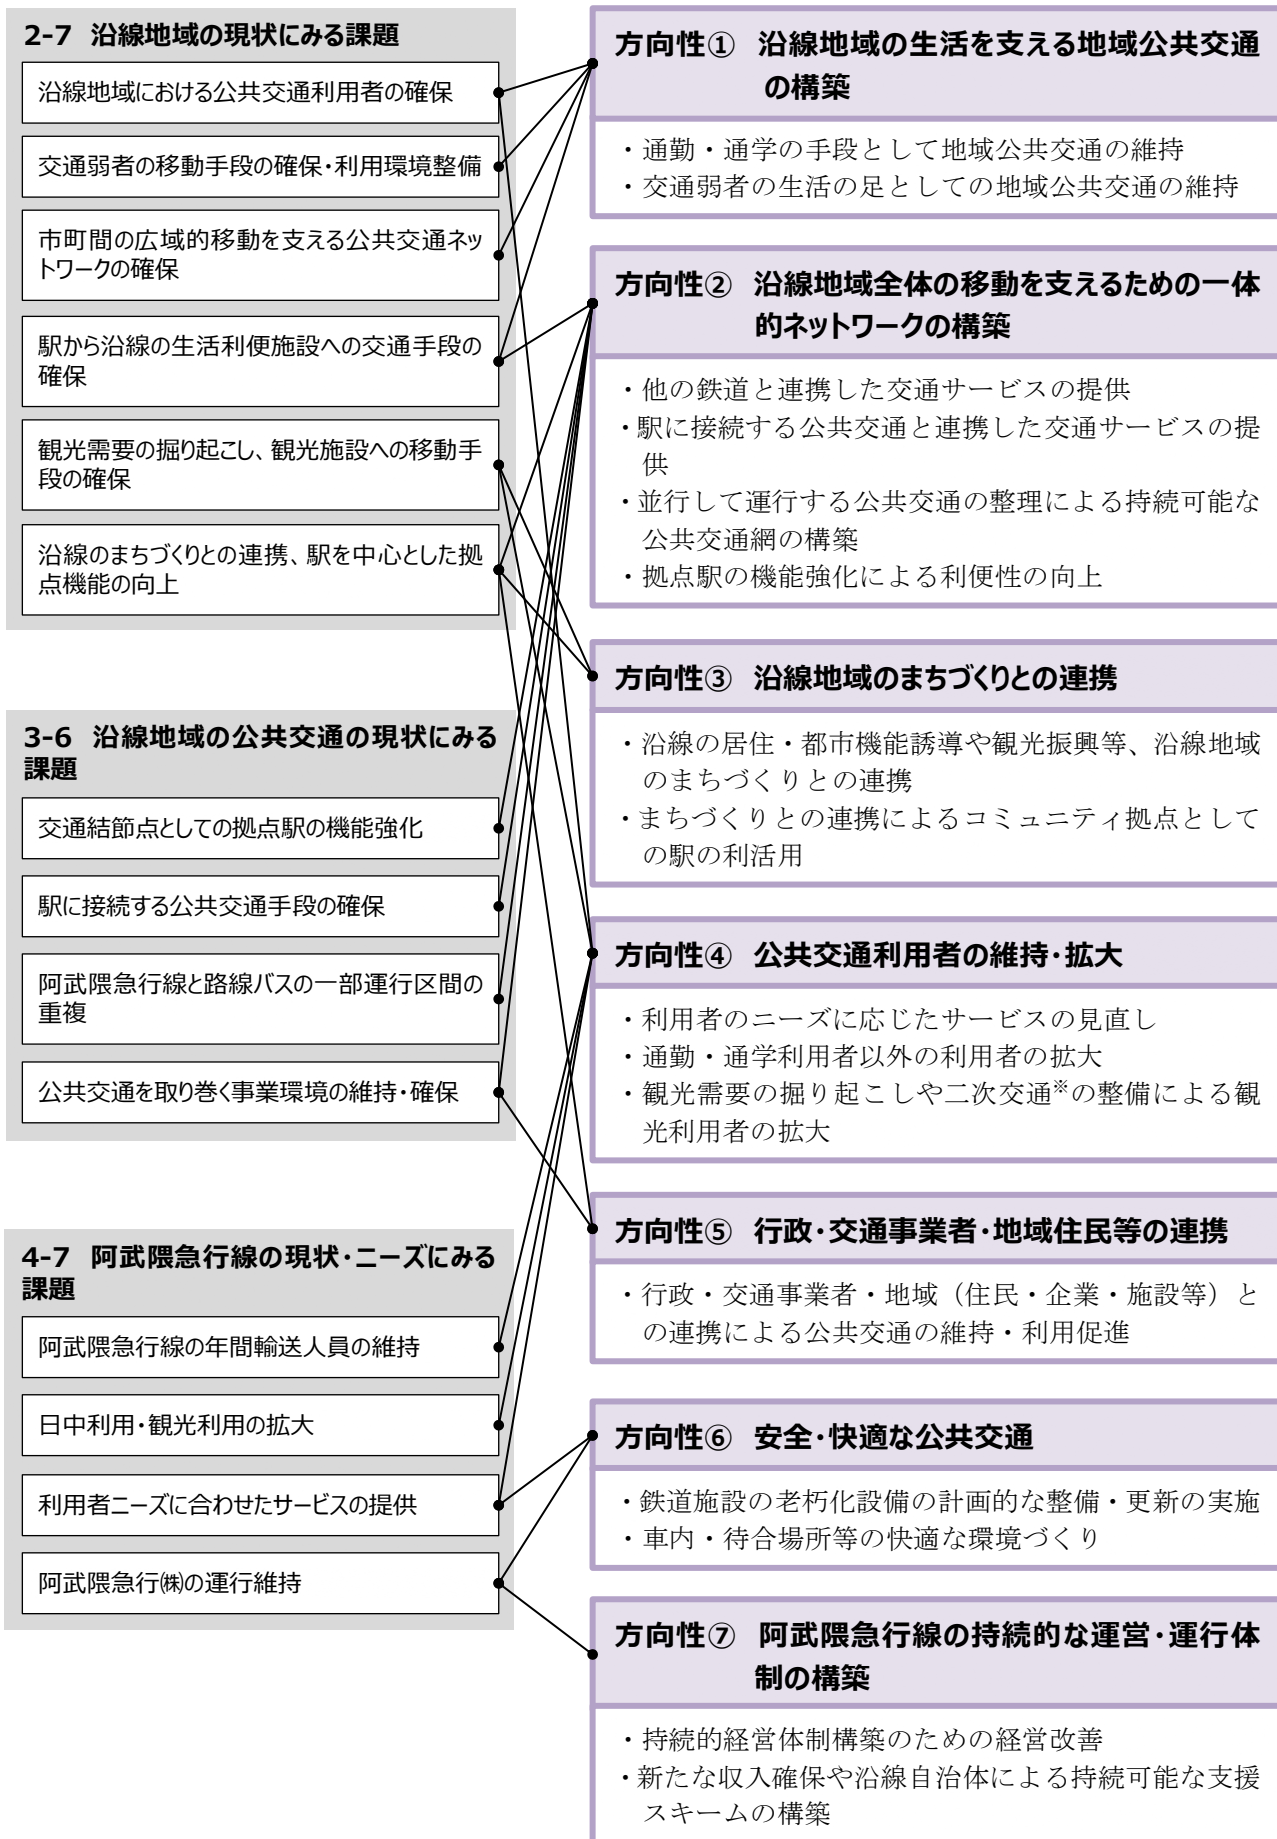 2-7 沿線地域の現状にみる課題
沿線地域における公共交通利用者の確保
交通弱者の移動手段の確保・利用環境整備
市町間の広域的移動を支える公共交通ネッ
トワークの確保
駅から沿線の生活利便施設への交通手段の
確保
観光需要の掘り起こし、観光施設への移動手
段の確保
沿線のまちづくりとの連携、駅を中心とした拠
点機能の向上
3-6 沿線地域の公共交通の現状にみる
課題
交通結節点としての拠点駅の機能強化
駅に接続する公共交通手段の確保
阿武隈急行線と路線バスの一部運行区間の
重複
公共交通を取り巻く事業環境の維持・確保
4-7 阿武隈急行線の現状・ニーズにみる
課題
阿武隈急行線の年間輸送人員の維持
日中利用・観光利用の拡大
利用者ニーズに合わせたサービスの提供
阿武隈急行㈱の運行維持
方向性① 沿線地域の生活を支える地域公共交通
の構築
・通勤・通学の手段として地域公共交通の維持
・交通弱者の生活の足としての地域公共交通の維持
方向性② 沿線地域全体の移動を支えるための一体
的ネットワークの構築
・他の鉄道と連携した交通サービスの提供
・駅に接続する公共交通と連携した交通サービスの提
供
・並行して運行する公共交通の整理による持続可能な
公共交通網の構築
・拠点駅の機能強化による利便性の向上
方向性③ 沿線地域のまちづくりとの連携
・沿線の居住・都市機能誘導や観光振興等、沿線地域
のまちづくりとの連携
・まちづくりとの連携によるコミュニティ拠点として
の駅の利活用
方向性④ 公共交通利用者の維持・拡大
・利用者のニーズに応じたサービスの見直し
・通勤・通学利用者以外の利用者の拡大
・観光需要の掘り起こしや二次交通※の整備による観
光利用者の拡大
方向性⑤ 行政・交通事業者・地域住民等の連携
・行政・交通事業者・地域（住民・企業・施設等）と
の連携による公共交通の維持・利用促進
方向性⑥ 安全・快適な公共交通
・鉄道施設の老朽化設備の計画的な整備・更新の実施
・車内・待合場所等の快適な環境づくり
方向性⑦ 阿武隈急行線の持続的な運営・運行体
制の構築
・持続的経営体制構築のための経営改善
・新たな収入確保や沿線自治体による持続可能な支援
スキームの構築